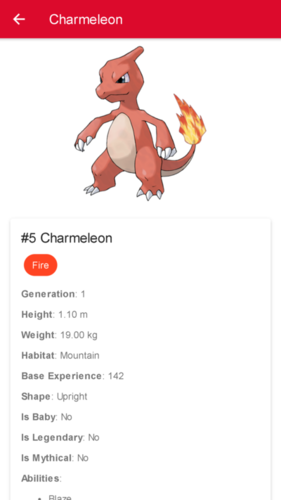 Charmeleon
#5 Charmeleon
Fire
Generation: 1
Height: 1.10 m
Weight: 19.00 kg
Habitat: Mountain
Base Experience: 142
Shape: Upright
Is Baby: No
Is Legendary: No
Is Mythical: No
Abilities:
• Blaze